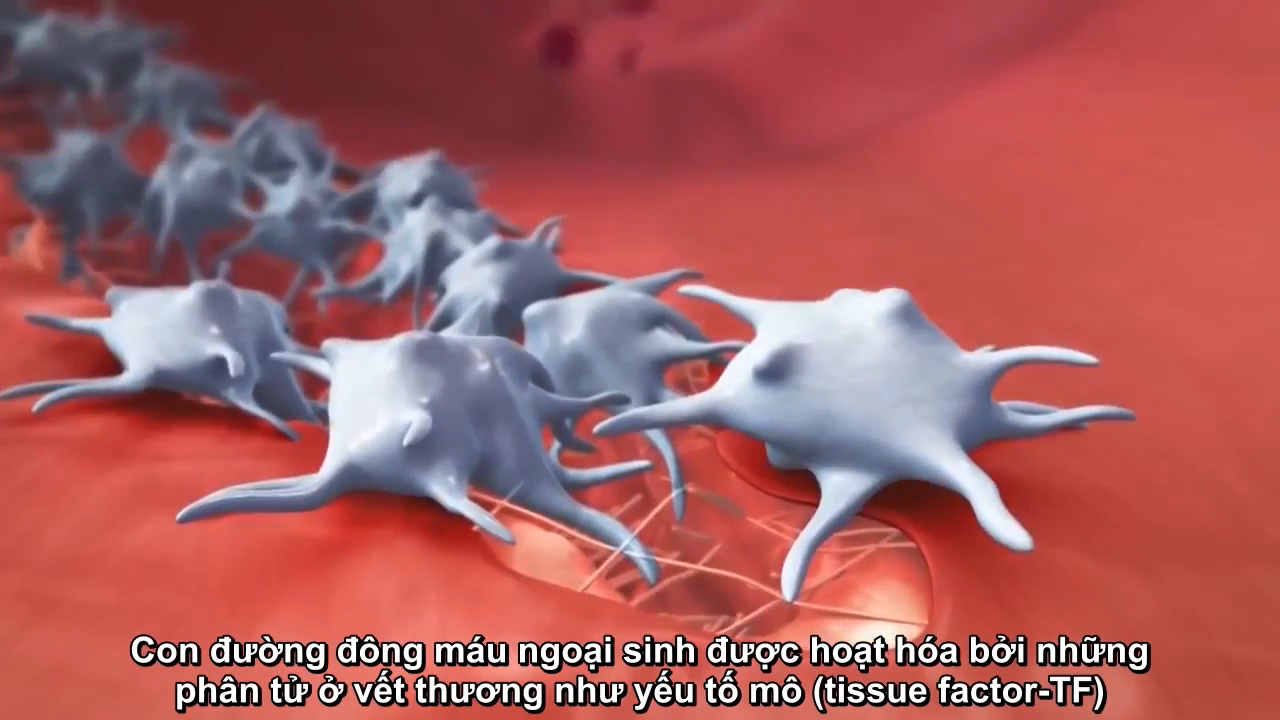 Con đường đông máu ngoại sinh được hoạt hóa bởi những
phân tử ở vết thương như yếu tố mô (tissue factor-TF)